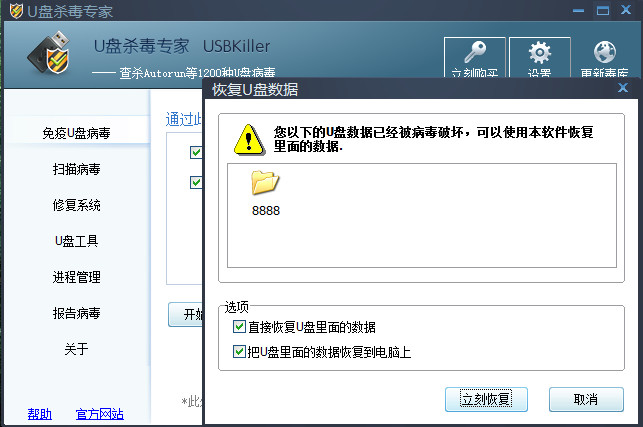 U盘杀毒专家
U盘杀毒专家 USBKiller
—— 查杀Autorun等1200种U盘病毒
立刻购买
设置
更新毒库
免疫U盘病毒
扫描病毒
修复系统
U盘工具
进程管理
报告病毒
关于
帮助
官方网站
通过此
开始
*此
恢复U盘数据
您以下的U盘数据已经被病毒破坏，可以使用本软件恢复
里面的数据.
8888
选项
直接恢复U盘里面的数据
把U盘里面的数据恢复到电脑上
立刻恢复
取消